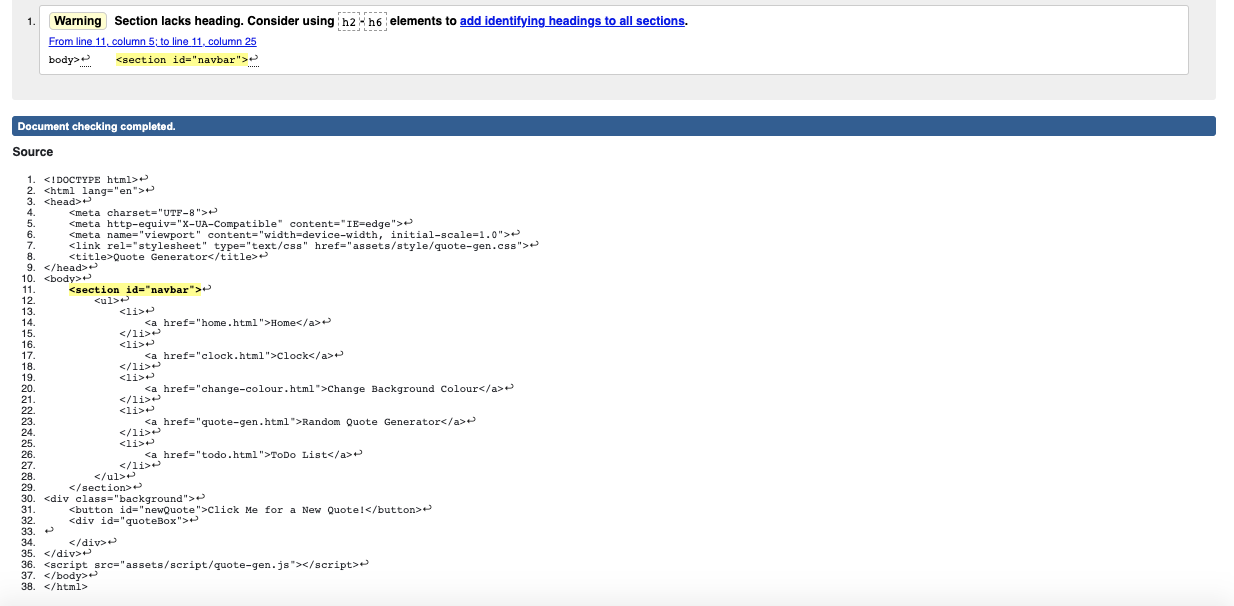 1. Warning Section lacks heading. Consider using h2-h6 elements to add identifying headings to all sections.
From line 11, column 5; to line 11, column 25
body>↩    <section id="navbar">↩
Document checking completed.
Source
1. <!DOCTYPE html>↩
2. <html lang="en">↩
3. <head>↩
4.     <meta charset="UTF-8">↩
5.     <meta http-equiv="X-UA-Compatible" content="IE=edge">↩
6.     <meta name="viewport" content="width=device-width, initial-scale=1.0">↩
7.     <link rel="stylesheet" type="text/css" href="assets/style/quote-gen.css">↩
8.     <title>Quote Generator</title>↩
9. </head>↩
10. <body>↩
11.     <section id="navbar">↩
12.         <ul>↩
13.             <li>↩
14.                 <a href="home.html">Home</a>↩
15.             </li>↩
16.             <li>↩
17.                 <a href="clock.html">Clock</a>↩
18.             </li>↩
19.             <li>↩
20.                 <a href="change-colour.html">Change Background Colour</a>↩
21.             </li>↩
22.             <li>↩
23.                 <a href="quote-gen.html">Random Quote Generator</a>↩
24.             </li>↩
25.             <li>↩
26.                 <a href="todo.html">ToDo List</a>↩
27.             </li>↩
28.         </ul>↩
29.     </section>↩
30. <div class="background">↩
31.     <button id="newQuote">Click Me for a New Quote!</button>↩
32.     <div id="quoteBox">↩
33. ↩
34.     </div>↩
35. </div>↩
36. <script src="assets/script/quote-gen.js"></script>↩
37. </body>↩
38. </html>